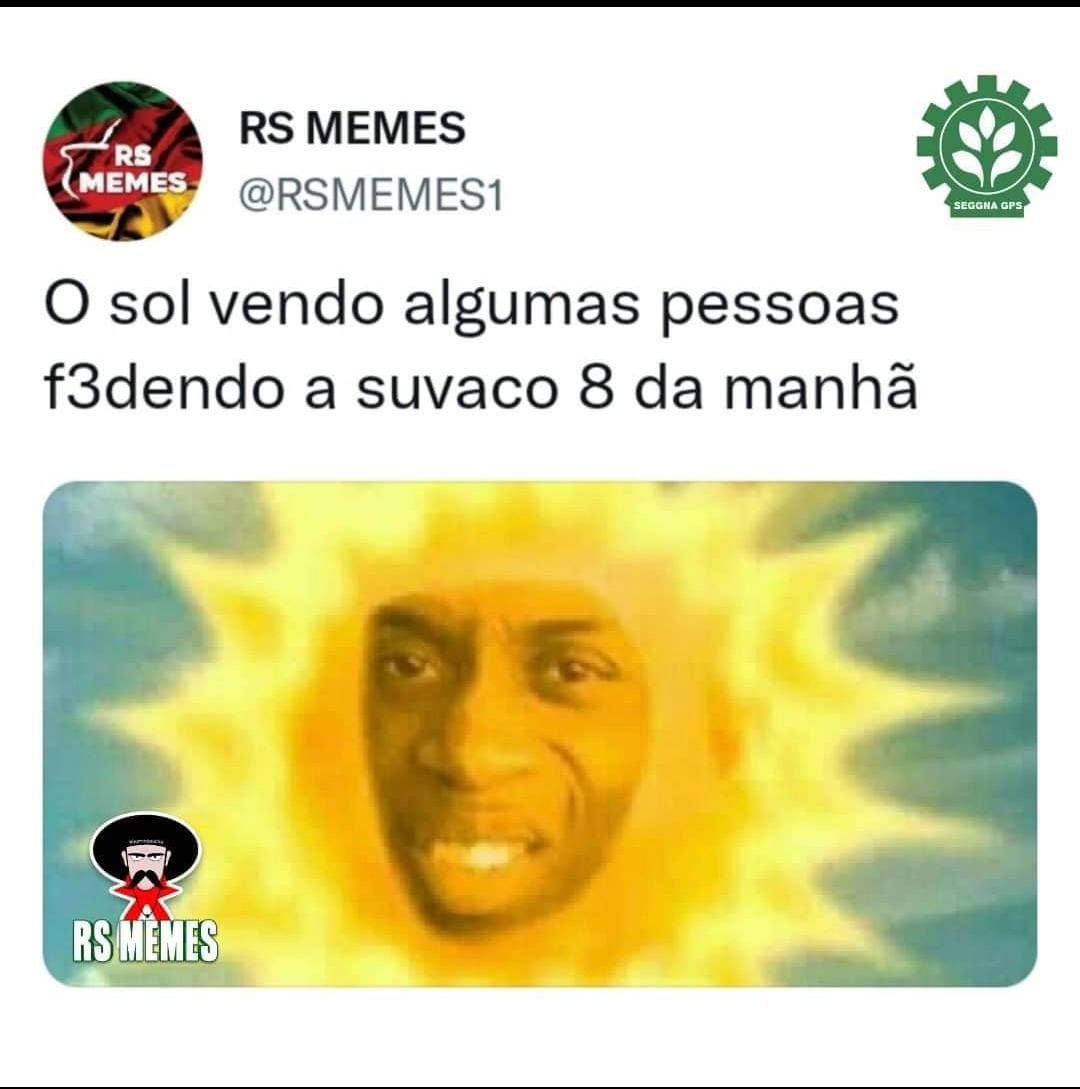 RS
MEMES
RS MEMES
@RSMEMES1
SEGGNA GPS
O sol vendo algumas pessoas
f3dendo a suvaco 8 da manhã
RS MEMES